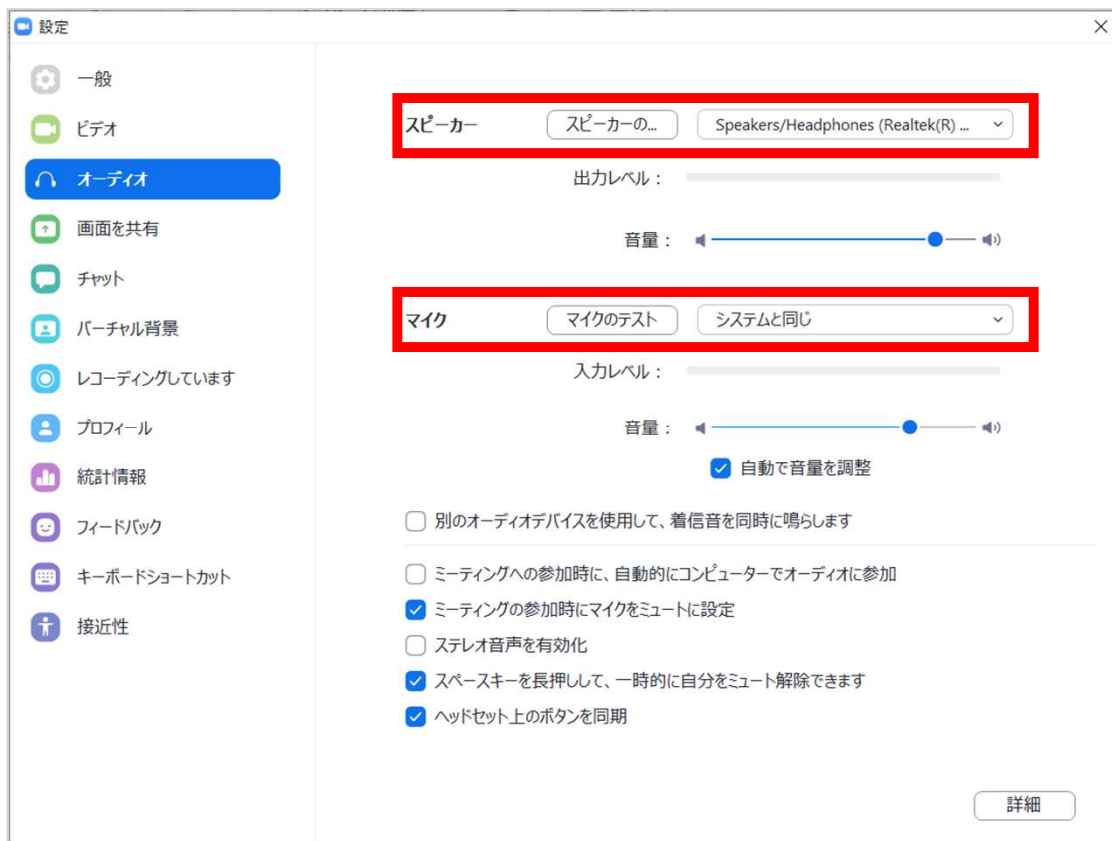 設定
一般
ビデオ
オーディオ
画面を共有
チャット
バーチャル背景
レコーディングしています
プロフィール
統計情報
フィードバック
キーボードショートカット
接近性
スピーカー スピーカーの... Speakers/Headphones (Realtek(R) ...
出力レベル：
音量：
マイク マイクのテスト システムと同じ
入力レベル：
音量：
自動で音量を調整
別のオーディオデバイスを使用して、着信音を同時に鳴らします
ミーティングへの参加時に、自動的にコンピューターでオーディオに参加
ミーティングの参加時にマイクをミュートに設定
ステレオ音声を有効化
スペースキーを長押しして、一時的に自分をミュート解除できます
ヘッドセット上のボタンを同期
詳細